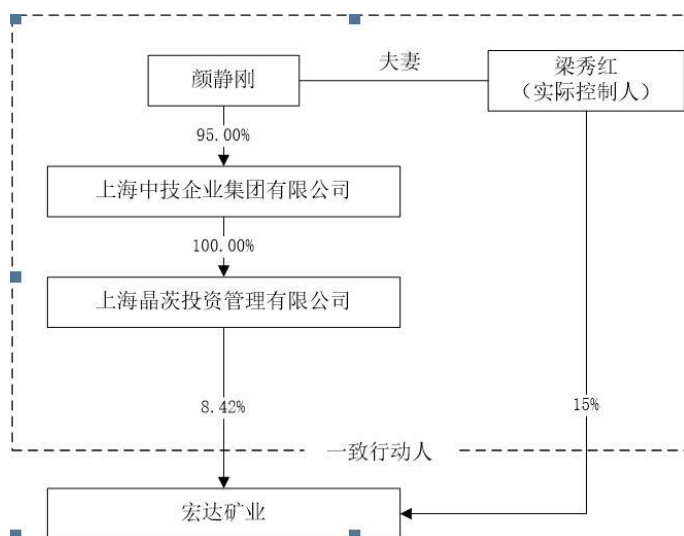 颜静刚
夫妻
梁秀红
（实际控制人）
95.00%
上海中技企业集团有限公司
100.00%
上海晶茨投资管理有限公司
8.42%
15%
一致行动人
宏达矿业